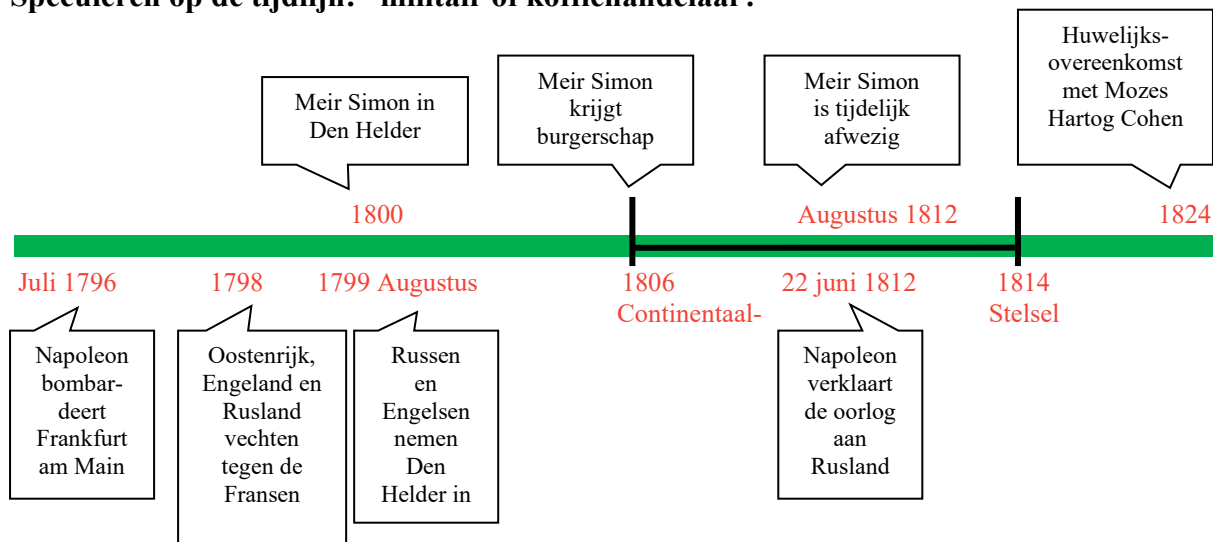 Speculeren op de tijdlijn: militair of koffiehandelaar?
Huwelijks-
overeenkomst
met Mozes
Hartog Cohen
Meir Simon in
Den Helder
Meir Simon
krijgt
burgerschap
Meir Simon
is tijdelijk
afwezig
1800
Augustus 1812
1824
Juli 1796
1798
1799 Augustus
1806
Continentaal-
22 juni 1812
1814
Stelsel
Napoleon
bombar-
deert
Frankfurt
am Main
Oostenrijk,
Engeland en
Rusland
vechten
tegen de
Fransen
Russen
en
Engelsen
nemen
Den
Helder in
Napoleon
verklaart
de oorlog
aan
Rusland